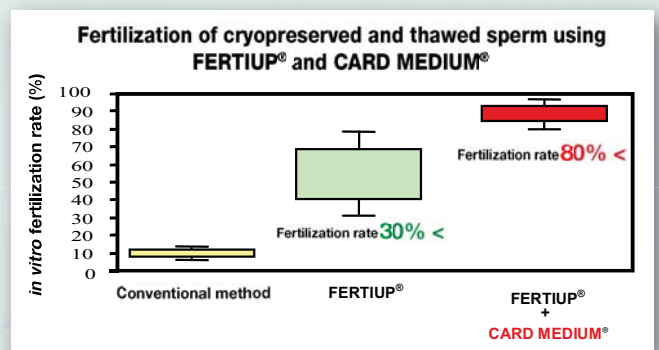 Fertilization of cryopreserved and thawed sperm using
FERTIUP® and CARD MEDIUM®
in vitro fertilization rate (%)
100
90
80
70
60
50
40
30
20
10
0
Fertilization rate 80% <
Fertilization rate 30% <
Conventional method
FERTIUP®
FERTIUP®
+
CARD MEDIUM®